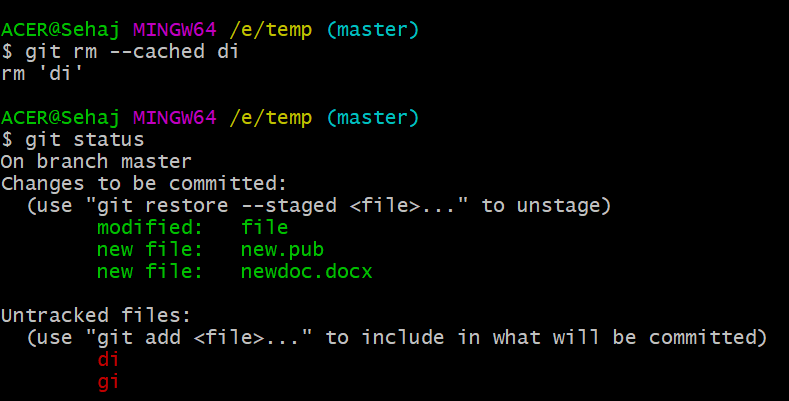 ACER@Sehaj MINGW64 /e/temp (master)
$ git rm --cached di
rm 'di'
ACER@Sehaj MINGW64 /e/temp (master)
$ git status
On branch master
Changes to be committed:
  (use "git restore --staged <file>..." to unstage)
        modified:   file
        new file:   new.pub
        new file:   newdoc.docx
Untracked files:
  (use "git add <file>..." to include in what will be committed)
        di
        gi